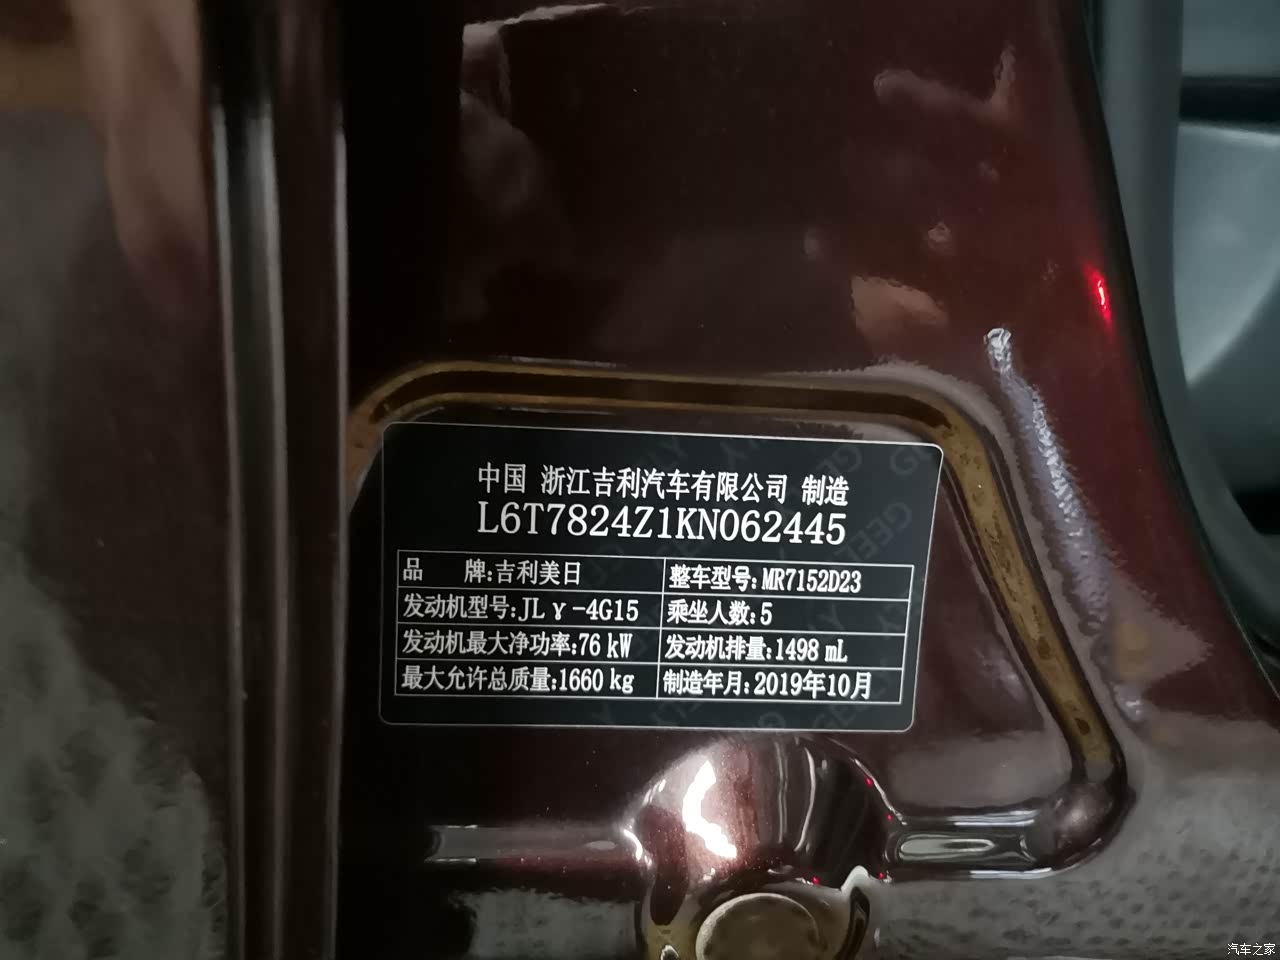 中国 浙江吉利汽车有限公司 制造
L6T7824Z1KN062445
品 牌:吉利美日 整车型号:MR7152D23
发动机型号:JLγ-4G15 乘坐人数:5
发动机最大净功率:76 kW 发动机排量:1498 mL
最大允许总质量:1660 kg 制造年月:2019年10月
汽车之家